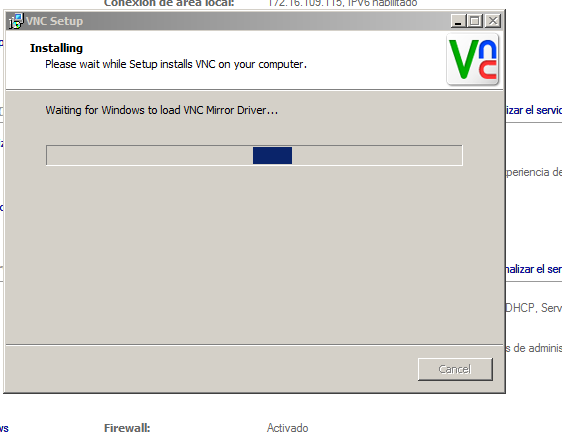 Conexión de área local: 172.16.109.115, IPv6 habilitado
VNC Setup
Installing
Please wait while Setup installs VNC on your computer.
VNC
Waiting for Windows to load VNC Mirror Driver...
izar el servic
periencia de
nalizar el ser
DHCP, Serv
s de adminis
Cancel
ws Firewall: Activado